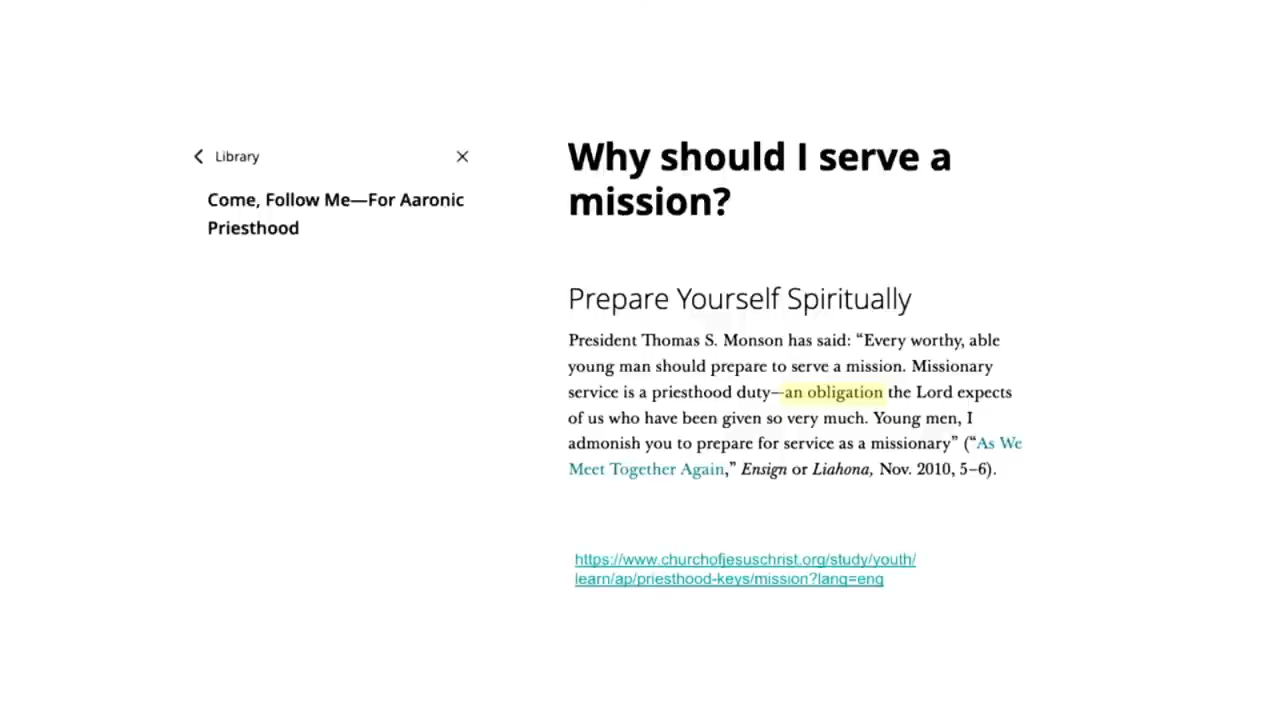 Library
Come, Follow Me—For Aaronic
Priesthood
Why should I serve a
mission?
Prepare Yourself Spiritually
President Thomas S. Monson has said: “Every worthy, able
young man should prepare to serve a mission. Missionary
service is a priesthood duty—an obligation the Lord expects
of us who have been given so very much. Young men, I
admonish you to prepare for service as a missionary” (“As We
Meet Together Again,” Ensign or Liahona, Nov. 2010, 5–6).
https://www.churchofjesuschrist.org/study/youth/
learn/ap/priesthood-keys/mission?lang=eng